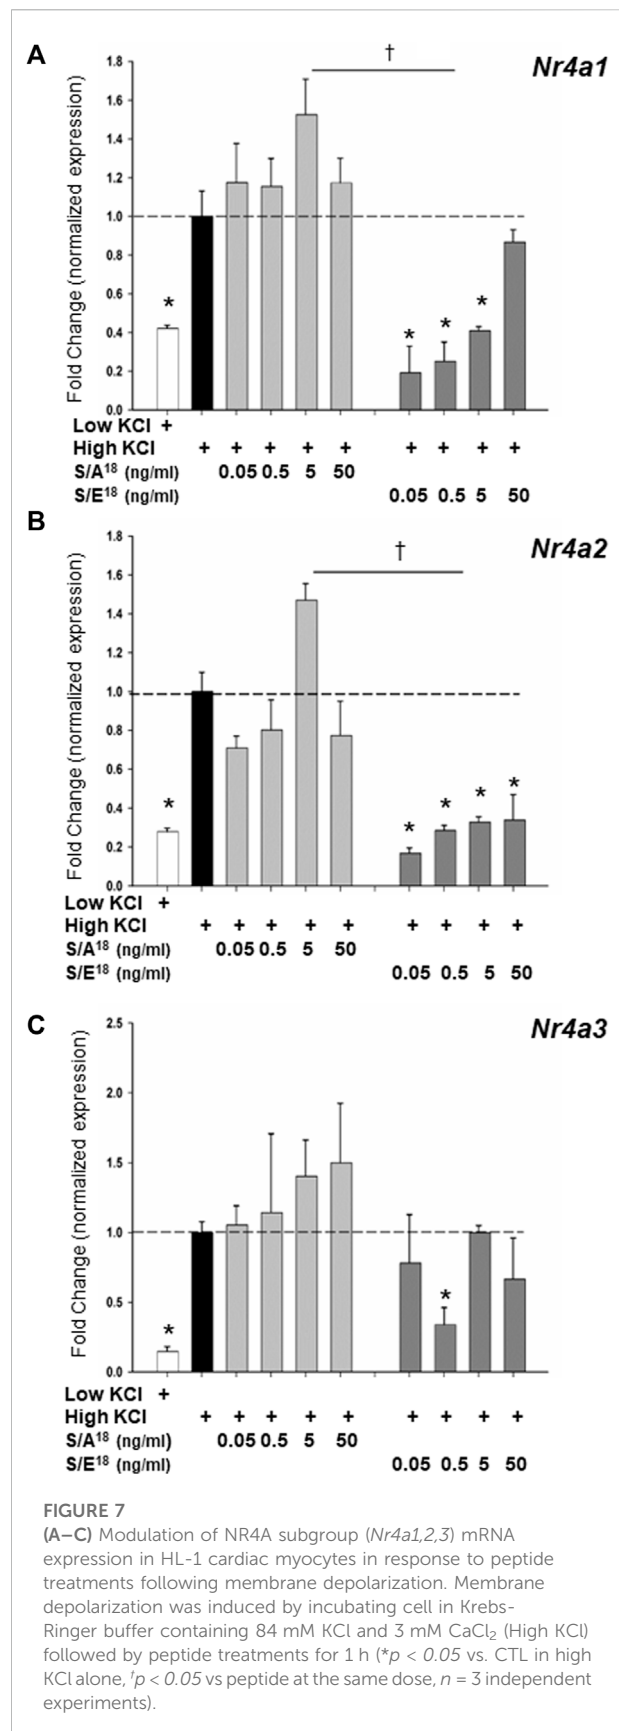 A
Nr4a1
†
Fold Change (normalized expression)
1.8
1.6
1.4
1.2
1.0
0.8
0.6
0.4
0.2
0.0
* * * *
Low KCl +
High KCl + + + + + + + + +
S/A¹⁸ (ng/ml) 0.05 0.5 5 50
S/E¹⁸ (ng/ml) 0.05 0.5 5 50
B
Nr4a2
†
Fold Change (normalized expression)
1.8
1.6
1.4
1.2
1.0
0.8
0.6
0.4
0.2
0.0
* * * * *
Low KCl +
High KCl + + + + + + + + +
S/A¹⁸ (ng/ml) 0.05 0.5 5 50
S/E¹⁸ (ng/ml) 0.05 0.5 5 50
C
Nr4a3
Fold Change (normalized expression)
2.5
2.0
1.5
1.0
0.5
0.0
* *
Low KCl +
High KCl + + + + + + + + +
S/A¹⁸ (ng/ml) 0.05 0.5 5 50
S/E¹⁸ (ng/ml) 0.05 0.5 5 50
FIGURE 7
(A–C) Modulation of NR4A subgroup (Nr4a1,2,3) mRNA
expression in HL-1 cardiac myocytes in response to peptide
treatments following membrane depolarization. Membrane
depolarization was induced by incubating cell in Krebs-
Ringer buffer containing 84 mM KCl and 3 mM CaCl₂ (High KCl)
followed by peptide treatments for 1 h (*p < 0.05 vs. CTL in high
KCl alone, †p < 0.05 vs peptide at the same dose, n = 3 independent
experiments).